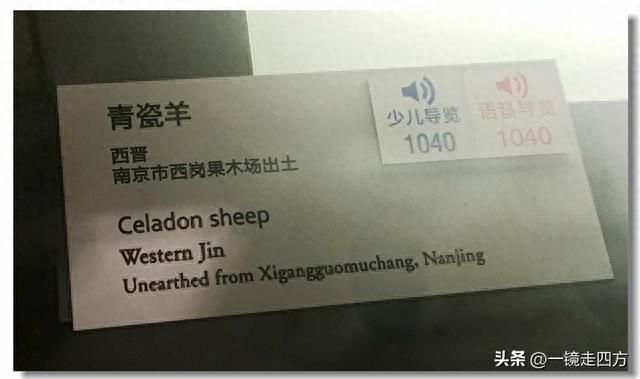 青瓷羊
西晋
南京市西岗果木场出土
Celadon sheep
Western Jin
Unearthed from Xigangguomuchang, Nanjing
少儿导览
1040
语音导览
1040
头条 @一镜走四方